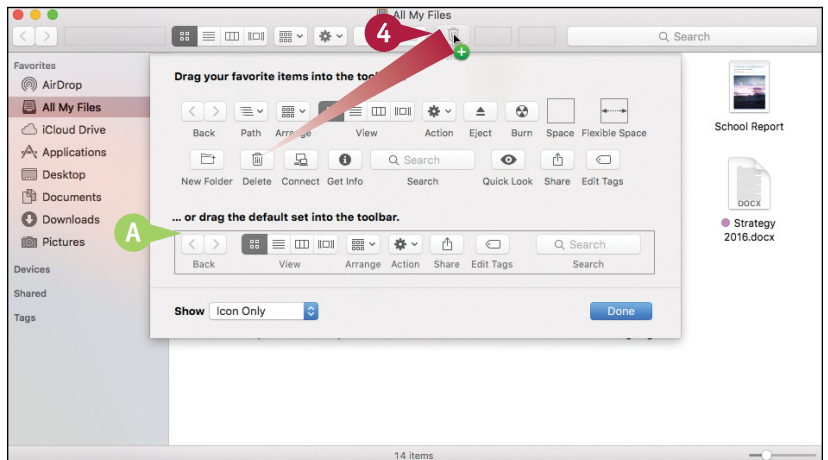 All My Files
4
Search
Favorites
AirDrop
All My Files
iCloud Drive
Applications
Desktop
Documents
Downloads
Pictures
Devices
Shared
Tags
Drag your favorite items into the
Back Path View Action Eject Burn Space Flexible Space
Search
New Folder Delete Connect Get Info Search Quick Look Share Edit Tags
... or drag the default set into the toolbar.
A
Search
Back View Arrange Action Share Edit Tags Search
Show Icon Only Done
School Report
DOCX
Strategy
2016.docx
14 items